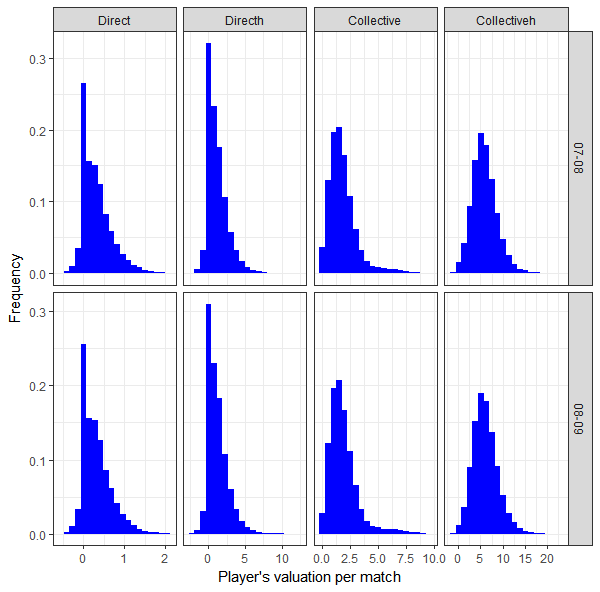 Direct Directh Collective Collectiveh
0.3
0.2
0.1
0.0
07-08
Frequency
0.3
0.2
0.1
0.0
08-09
0 1 2 0 5 10 0.0 2.5 5.0 7.5 10.0 0 5 10 15 20
Player's valuation per match